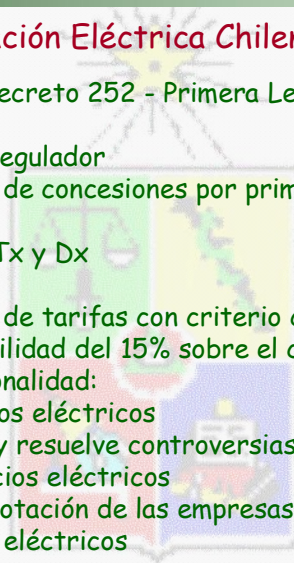 ción Eléctrica Chilen
ecreto 252 - Primera Le
egulador
de concesiones por prim
Tx y Dx
de tarifas con criterio
ilidad del 15% sobre el c
onalidad:
os eléctricos
y resuelve controversias
cios eléctricos
otación de las empresas
eléctricos